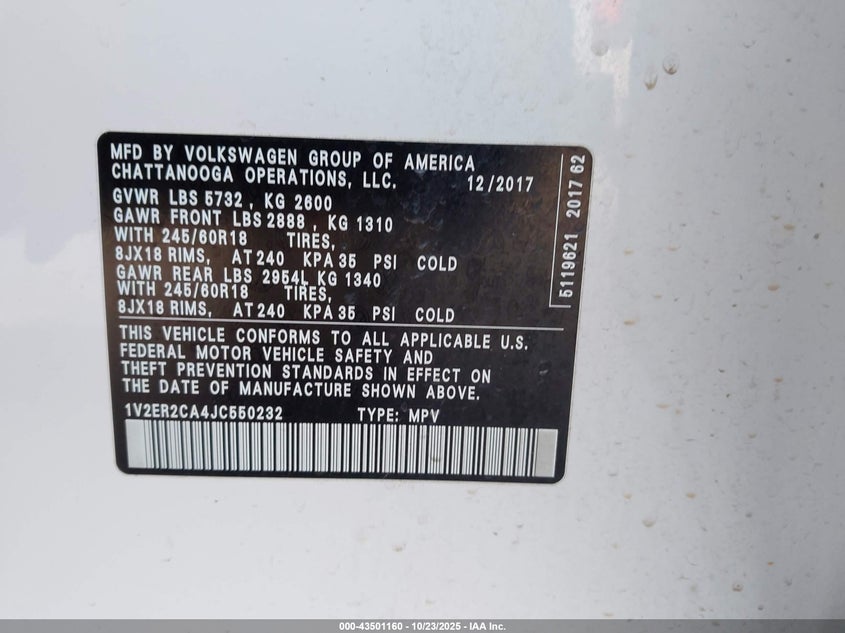 MFD BY VOLKSWAGEN GROUP OF AMERICA
CHATTANOOGA OPERATIONS, LLC. 12/2017
GVWR LBS 5732 , KG 2600
GAWR FRONT LBS 2888 , KG 1310
WITH 245/60R18 TIRES,
8JX18 RIMS, AT 240 KPA 35 PSI COLD
GAWR REAR LBS 2954L KG 1340
WITH 245/60R18 TIRES,
8JX18 RIMS, AT 240 KPA 35 PSI COLD
THIS VEHICLE CONFORMS TO ALL APPLICABLE U.S.
FEDERAL MOTOR VEHICLE SAFETY AND
THEFT PREVENTION STANDARDS IN EFFECT ON
THE DATE OF MANUFACTURE SHOWN ABOVE.
1V2ER2CA4JC550232 TYPE: MPV
5119621 2017 62
000-43501160 - 10/23/2025 - IAA Inc.